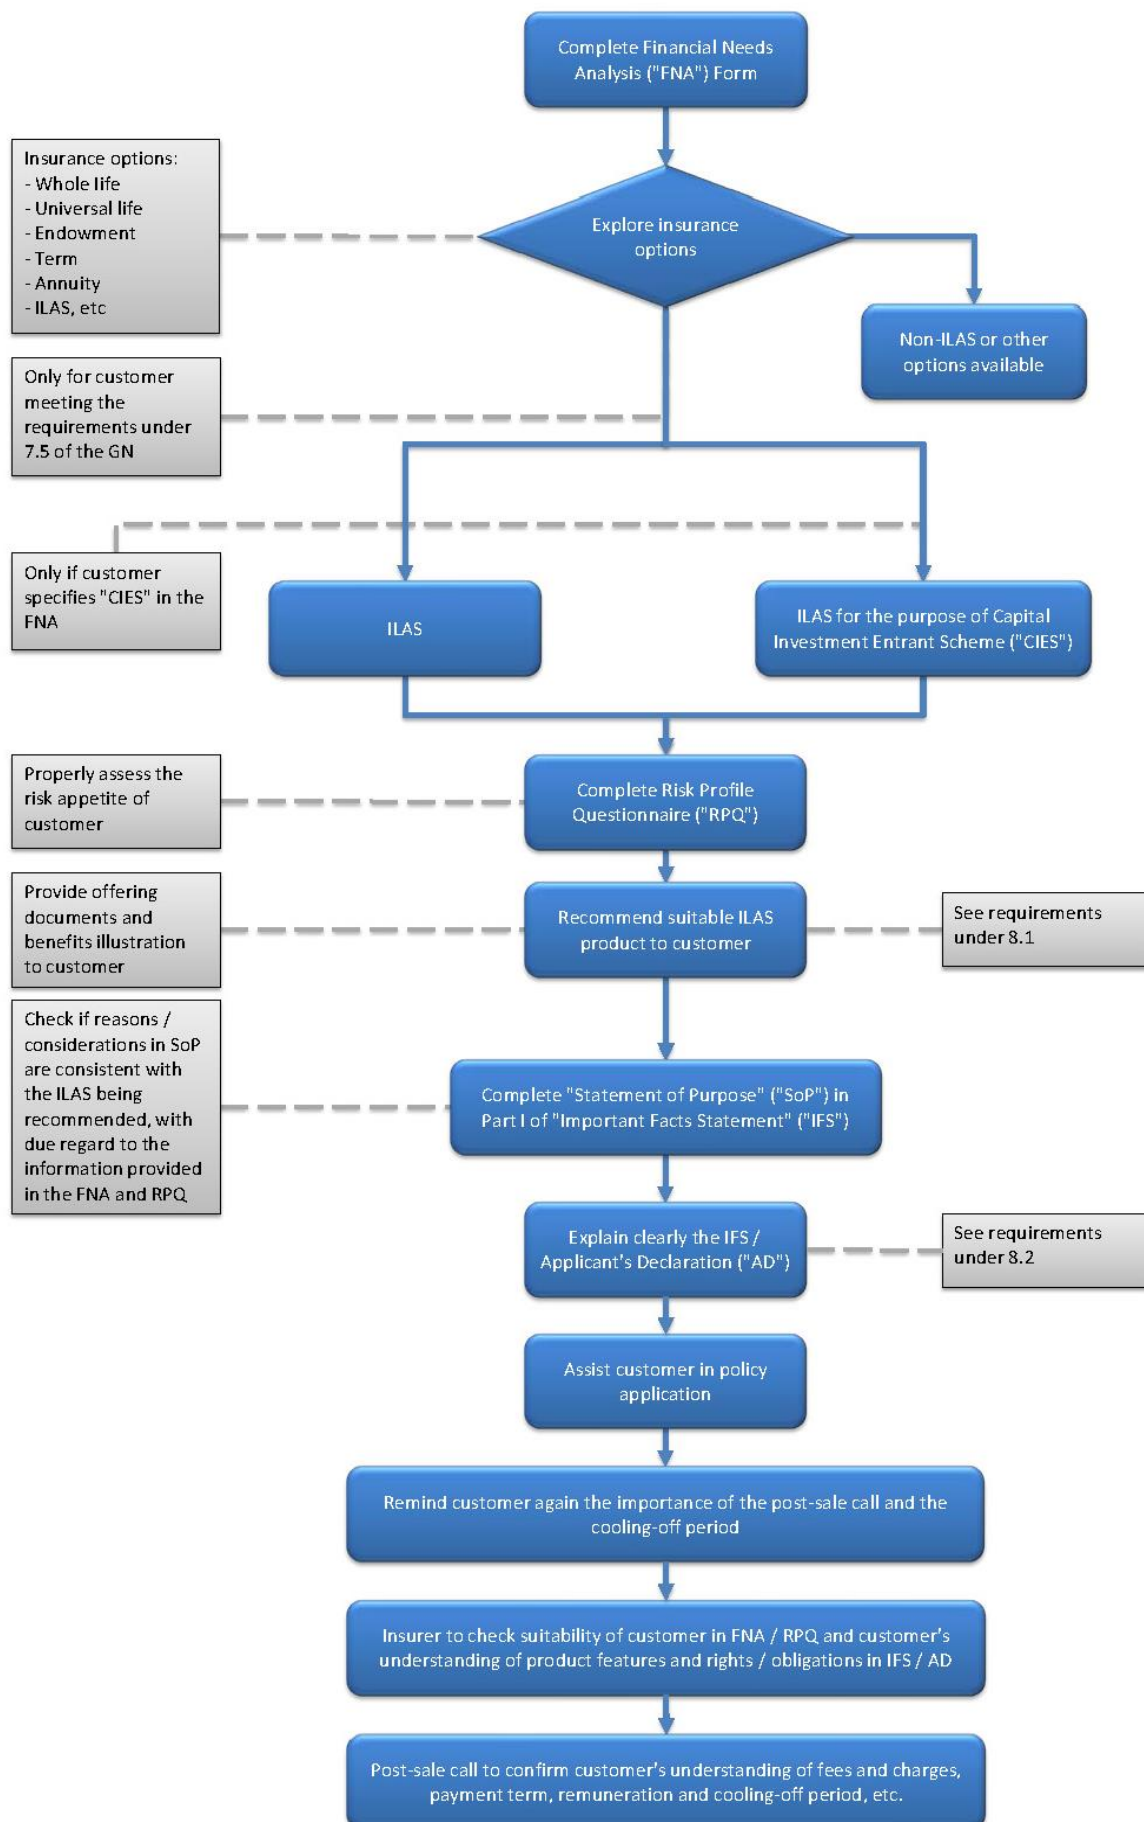 Complete Financial Needs
Analysis ("FNA") Form
Insurance options:
- Whole life
- Universal life
- Endowment
- Term
- Annuity
- ILAS, etc
Explore insurance
options
Non-ILAS or other
options available
Only for customer
meeting the
requirements under
7.5 of the GN
Only if customer
specifies "CIES" in the
FNA
ILAS
ILAS for the purpose of Capital
Investment Entrant Scheme ("CIES")
Properly assess the
risk appetite of
customer
Complete Risk Profile
Questionnaire ("RPQ")
Provide offering
documents and
benefits illustration
to customer
Recommend suitable ILAS
product to customer
See requirements
under 8.1
Check if reasons /
considerations in SoP
are consistent with
the ILAS being
recommended, with
due regard to the
information provided
in the FNA and RPQ
Complete "Statement of Purpose" ("SoP") in
Part I of "Important Facts Statement" ("IFS")
Explain clearly the IFS /
Applicant's Declaration ("AD")
See requirements
under 8.2
Assist customer in policy
application
Remind customer again the importance of the post-sale call and the
cooling-off period
Insurer to check suitability of customer in FNA / RPQ and customer's
understanding of product features and rights / obligations in IFS / AD
Post-sale call to confirm customer's understanding of fees and charges,
payment term, remuneration and cooling-off period, etc.